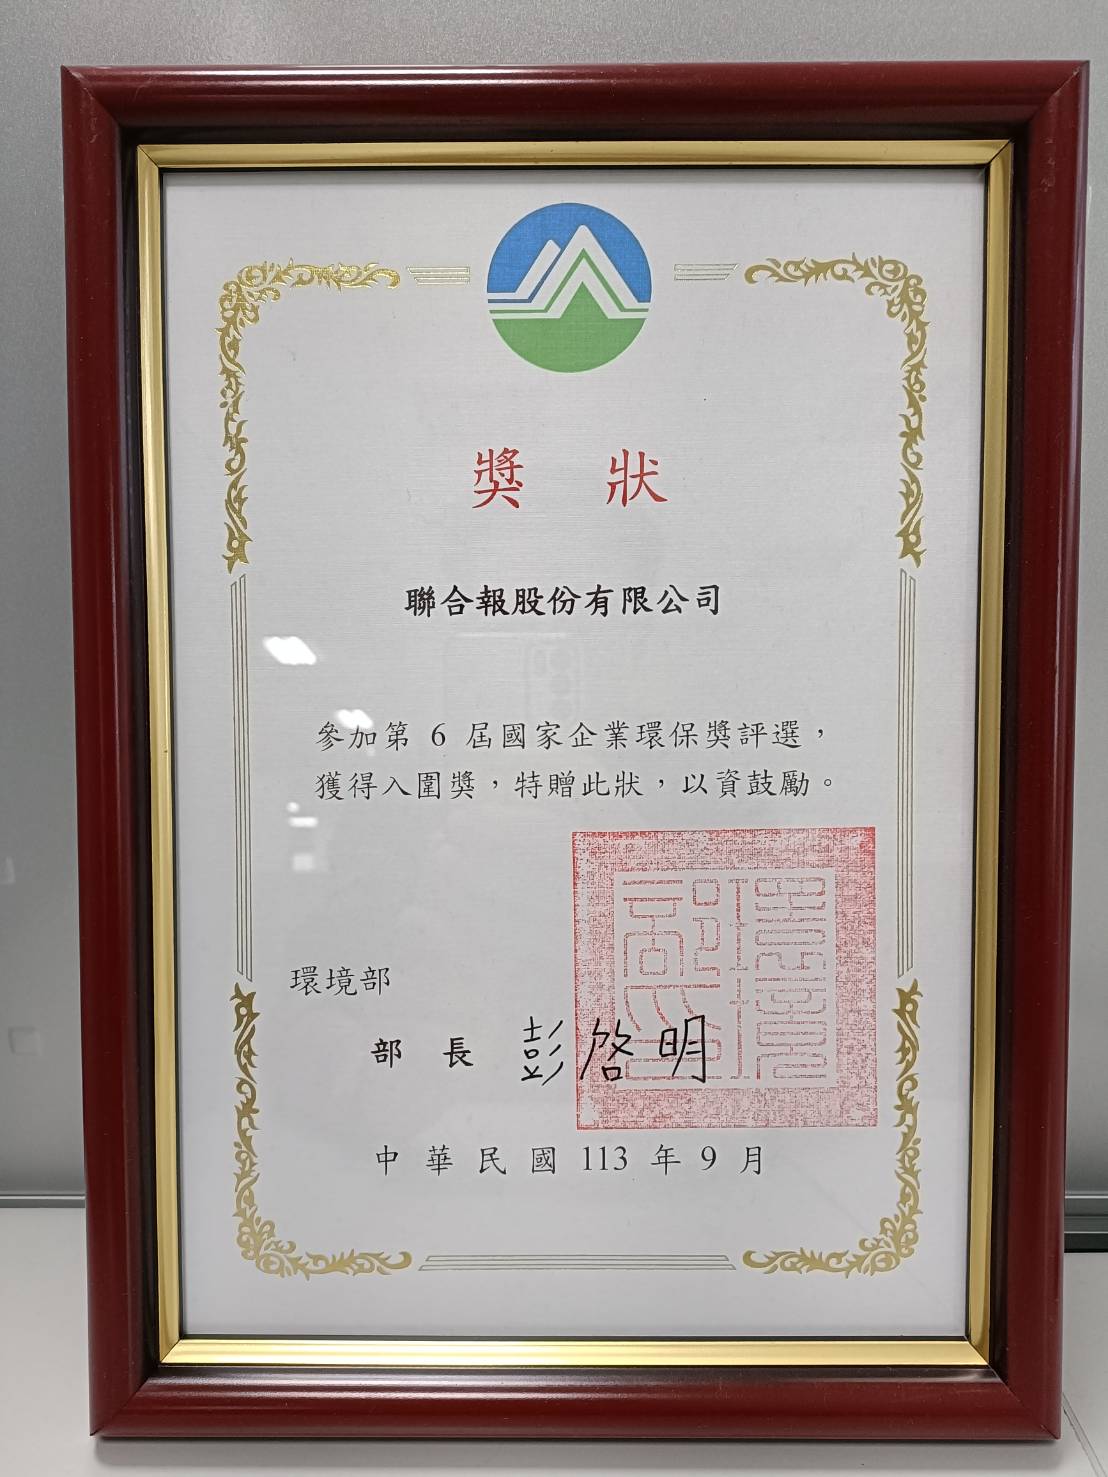 獎狀
聯合報股份有限公司
參加第 6 屆國家企業環保獎評選，
獲得入圍獎，特贈此狀，以資鼓勵。
環境部
部長 彭啓明
中華民國 113 年 9 月